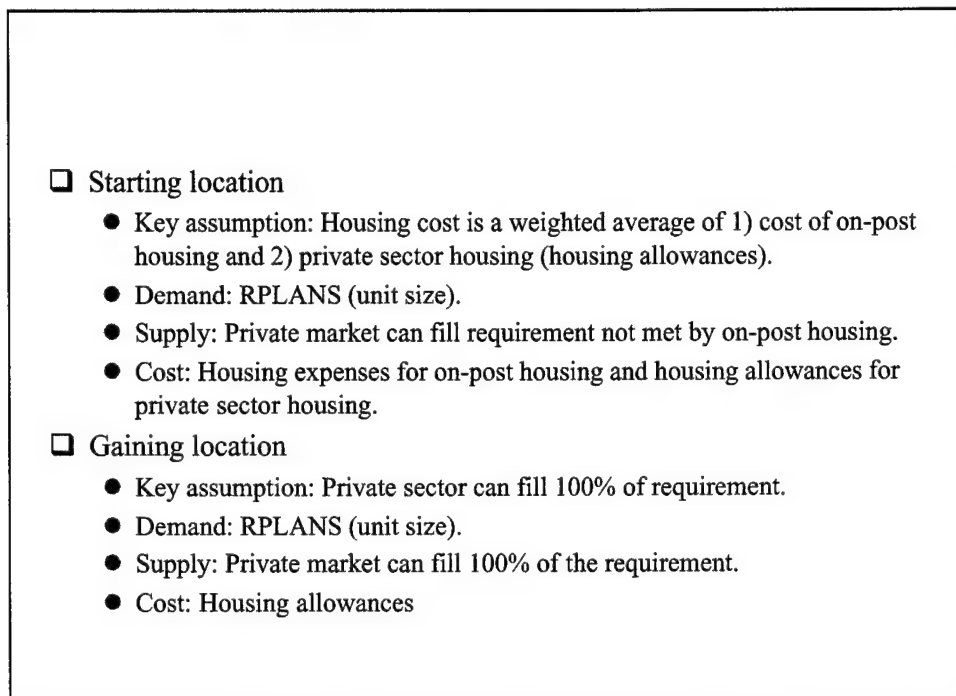 ❑ Starting location
● Key assumption: Housing cost is a weighted average of 1) cost of on-post
housing and 2) private sector housing (housing allowances).
● Demand: RPLANS (unit size).
● Supply: Private market can fill requirement not met by on-post housing.
● Cost: Housing expenses for on-post housing and housing allowances for
private sector housing.
❑ Gaining location
● Key assumption: Private sector can fill 100% of requirement.
● Demand: RPLANS (unit size).
● Supply: Private market can fill 100% of the requirement.
● Cost: Housing allowances